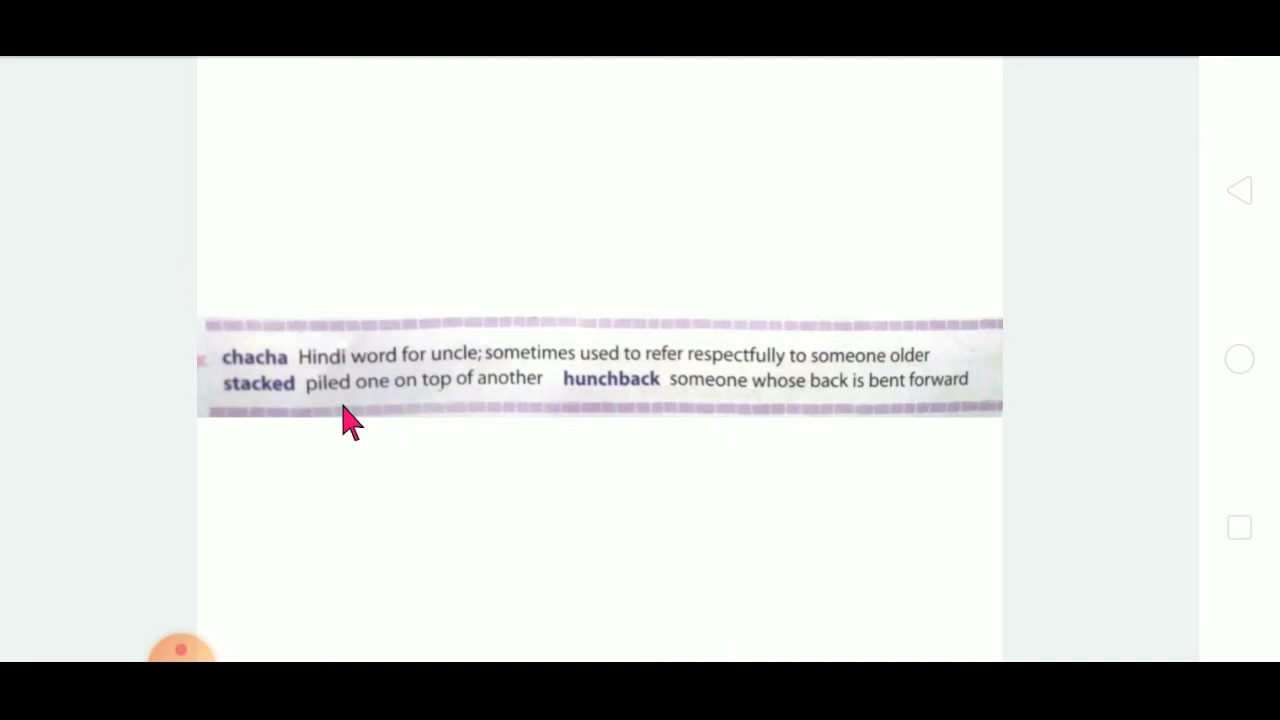 chacha Hindi word for uncle; sometimes used to refer respectfully to someone older
stacked piled one on top of another hunchback someone whose back is bent forward